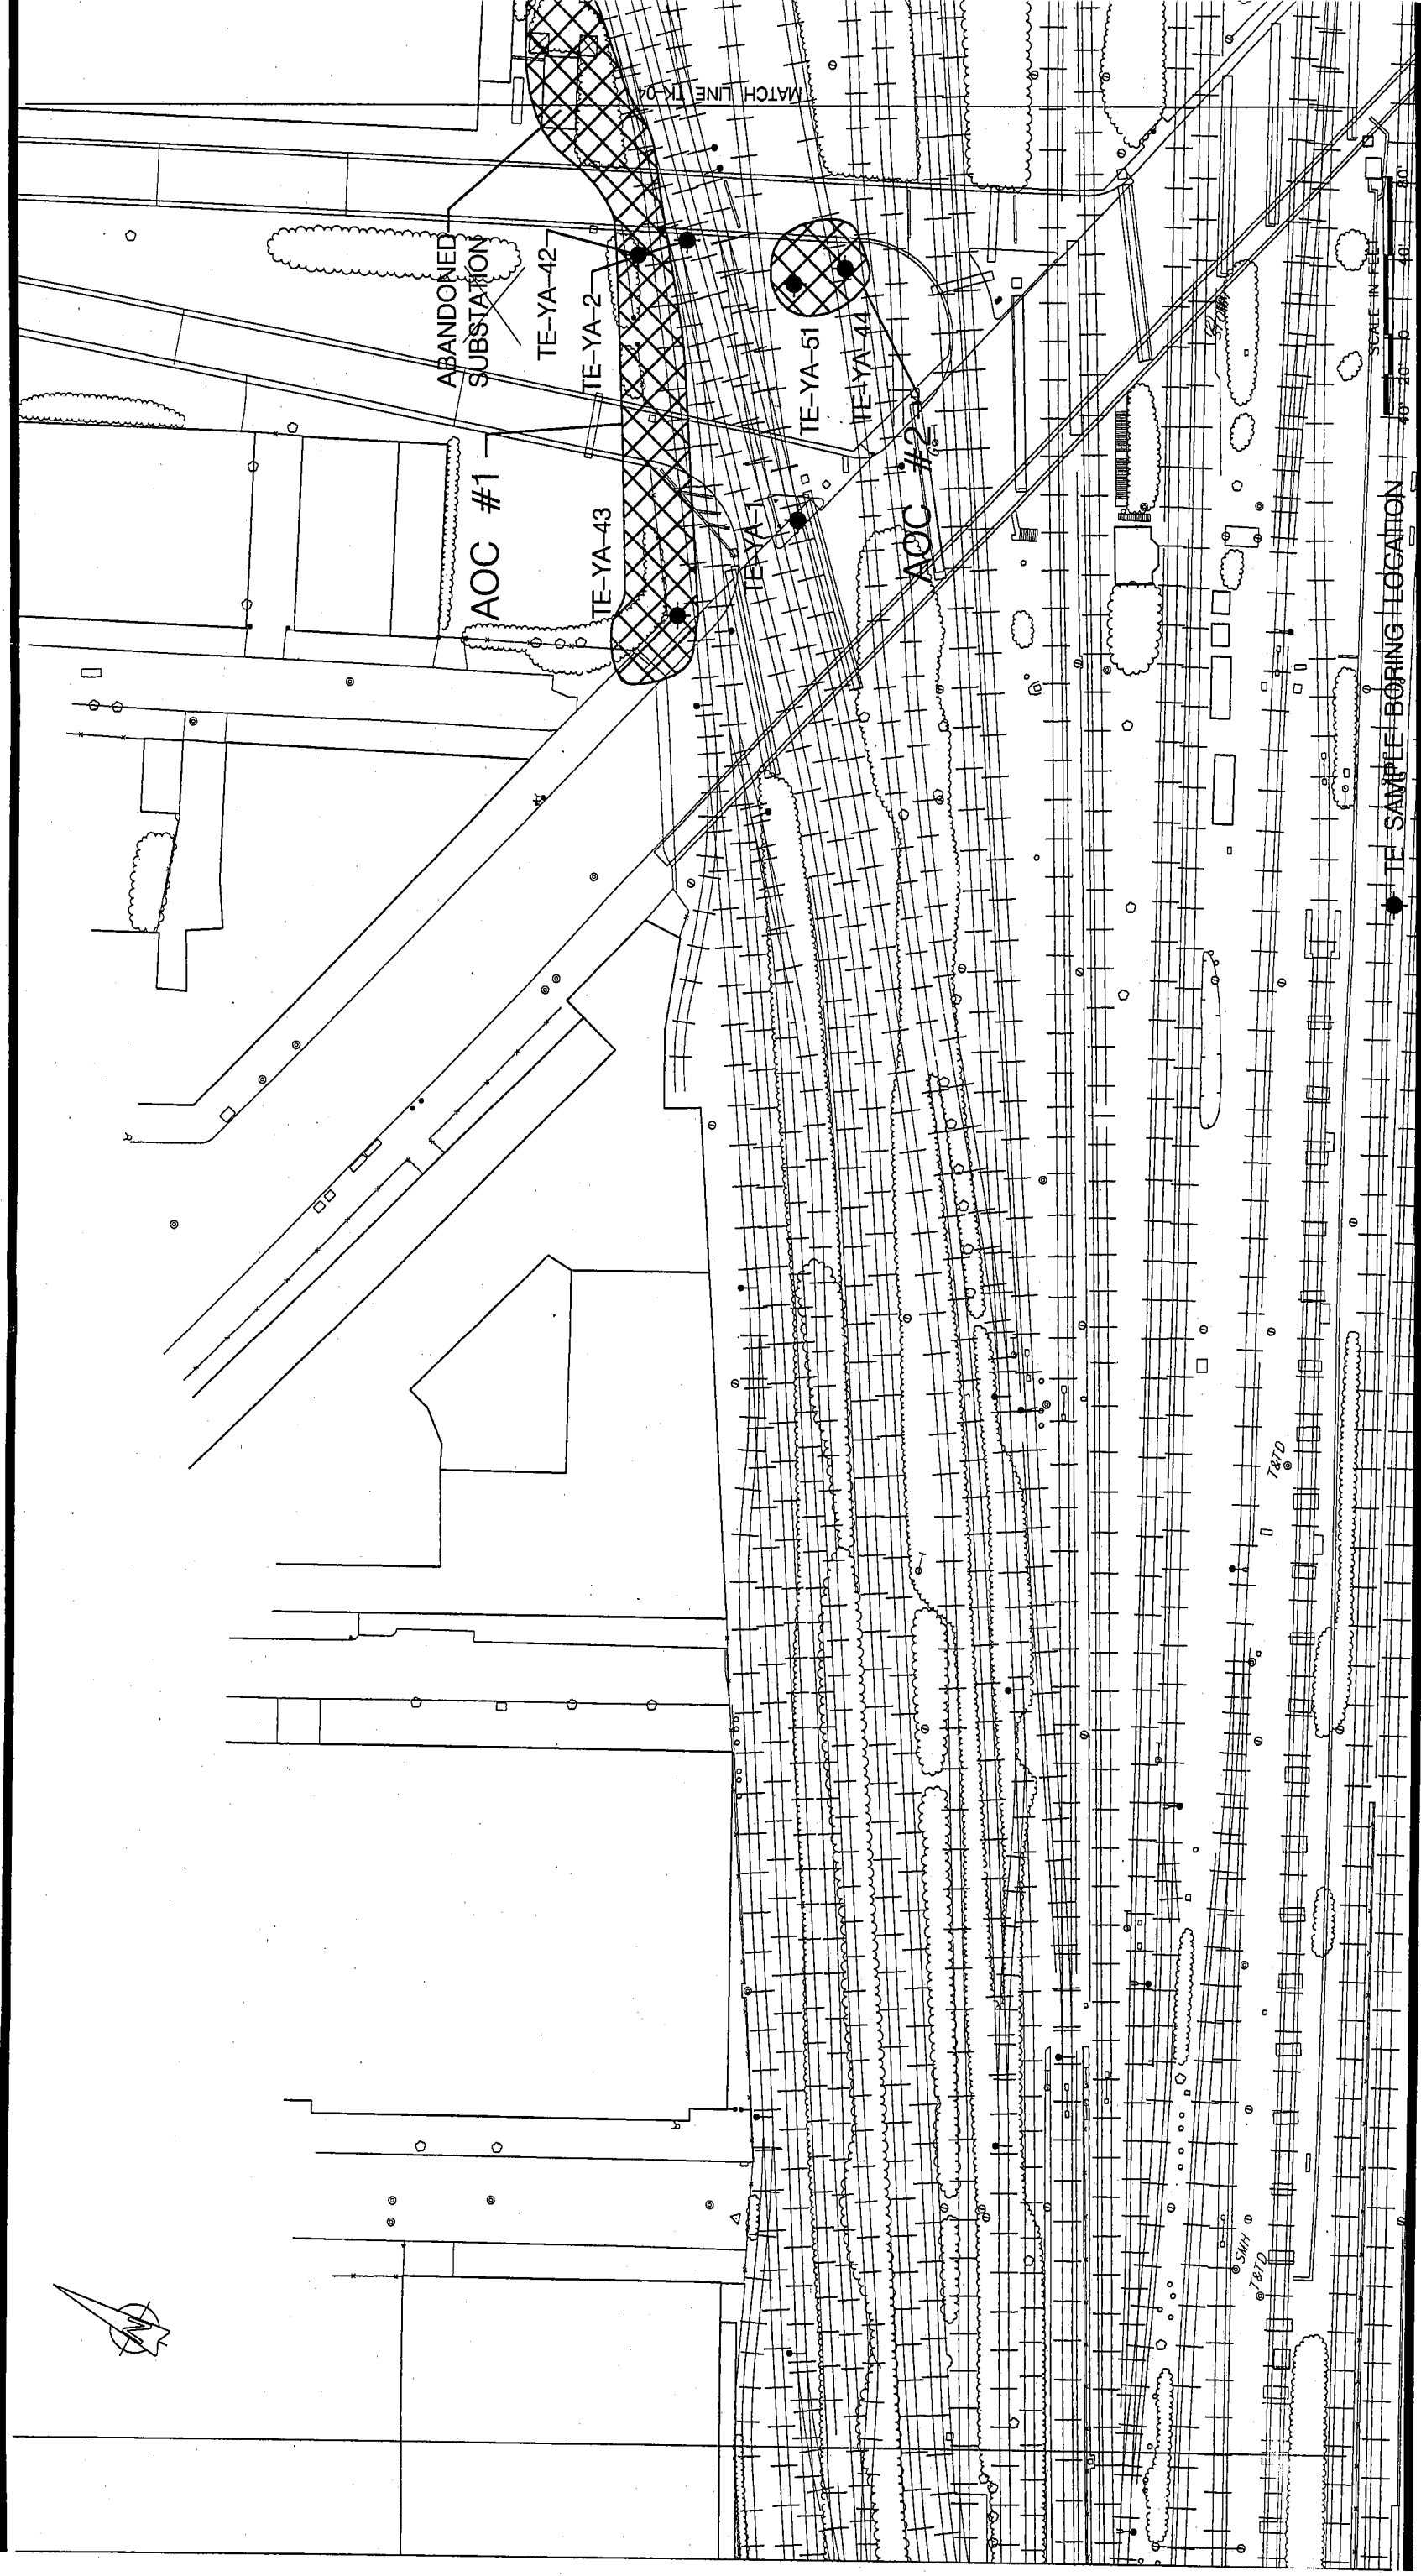 MATCH LINE TK-04
ABANDONED
SUBSTATION
TE-YA-42
TE-YA-2
AOC #1
TE-YA-43
TE-YA-51
TE-YA-44
TE-YA-1
AOC #2
T&TD
SMH
T&TD
40' 20' 0 40' 80'
SCALE IN FEET
TE SAMPLE BORING LOCATION
N